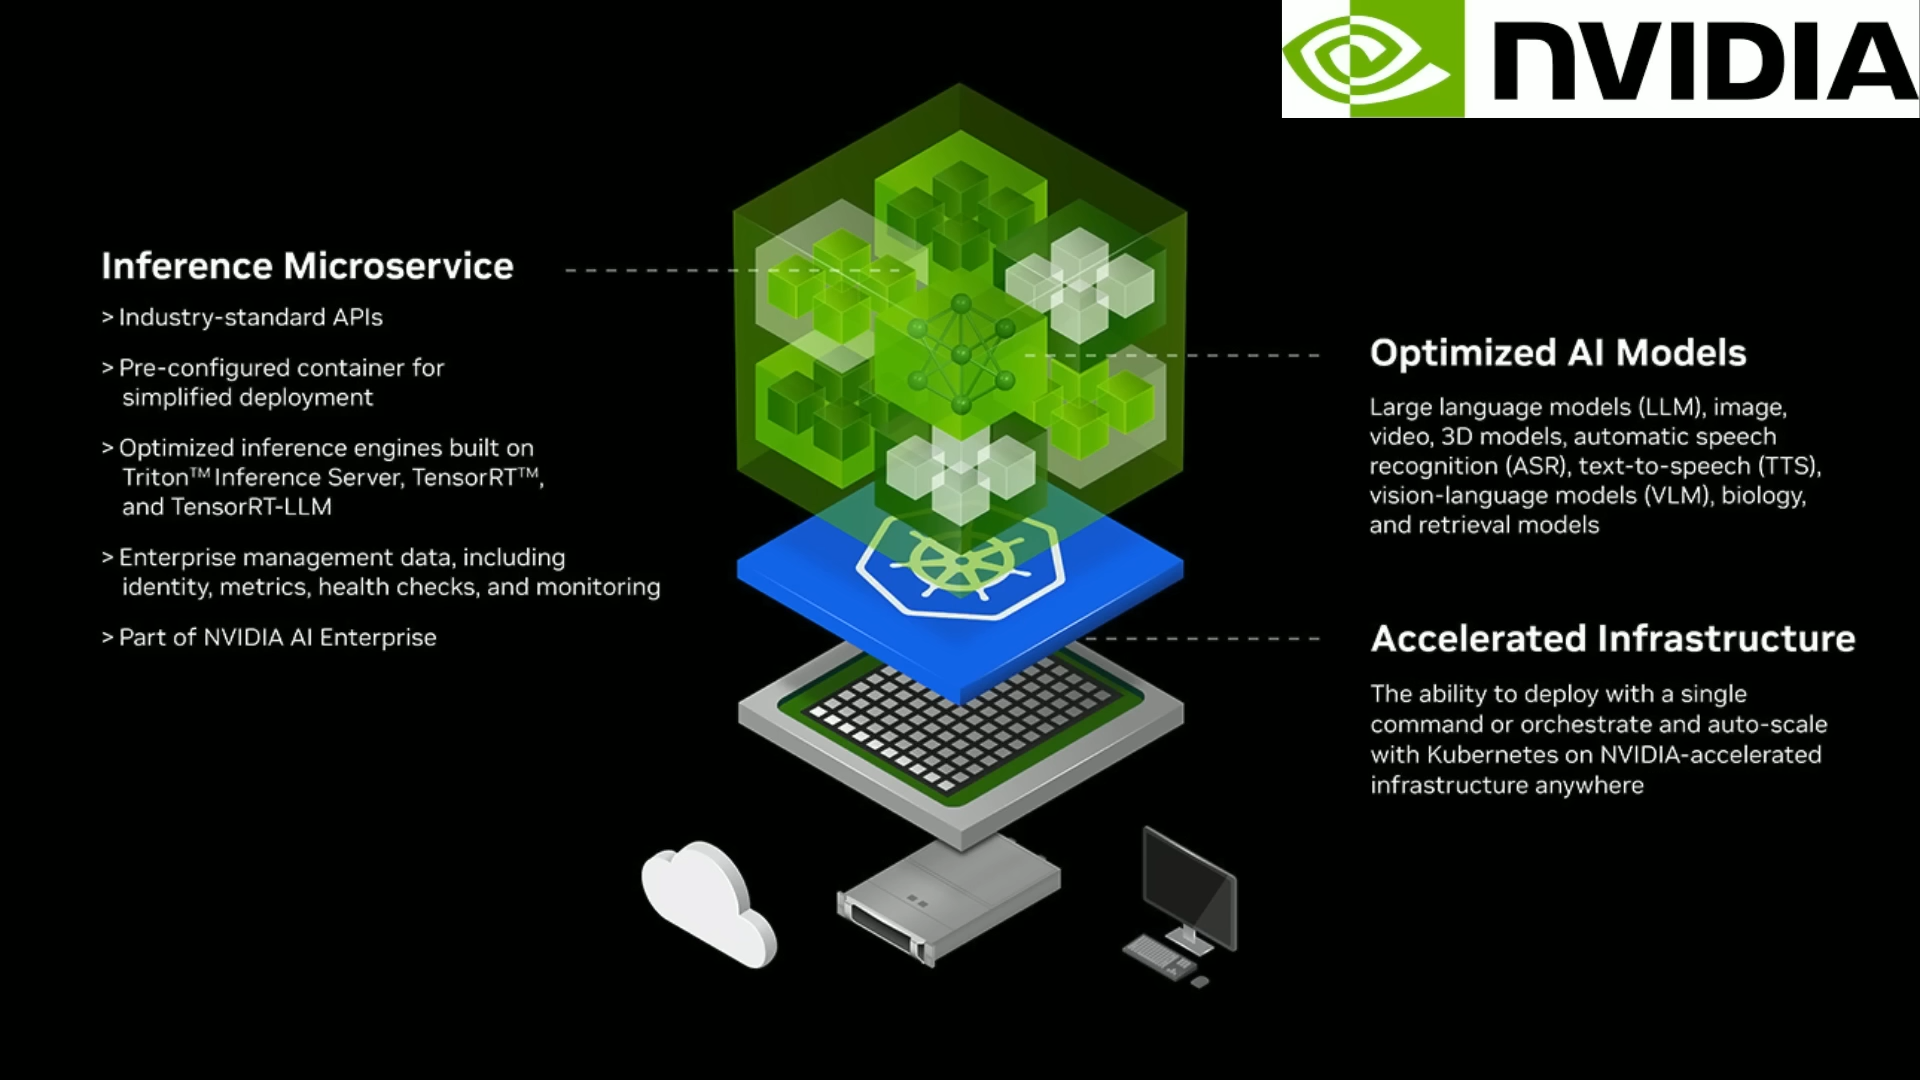 NVIDIA
Inference Microservice
> Industry-standard APIs
> Pre-configured container for
simplified deployment
> Optimized inference engines built on
Triton™ Inference Server, TensorRT™,
and TensorRT-LLM
> Enterprise management data, including
identity, metrics, health checks, and monitoring
> Part of NVIDIA AI Enterprise
Optimized AI Models
Large language models (LLM), image,
video, 3D models, automatic speech
recognition (ASR), text-to-speech (TTS),
vision-language models (VLM), biology,
and retrieval models
Accelerated Infrastructure
The ability to deploy with a single
command or orchestrate and auto-scale
with Kubernetes on NVIDIA-accelerated
infrastructure anywhere